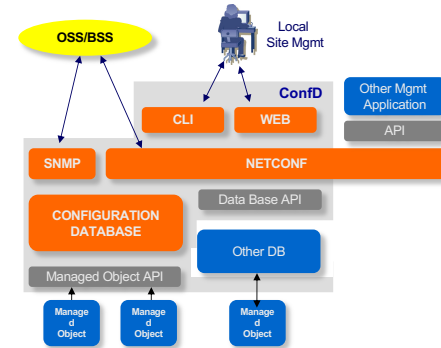 OSS/BSS
Local
Site Mgmt
ConfD
Other Mgmt
Application
CLI
WEB
API
SNMP
NETCONF
Data Base API
CONFIGURATION
DATABASE
Other DB
Managed Object API
Manage
d
Object
Manage
d
Object
Manage
d
Object